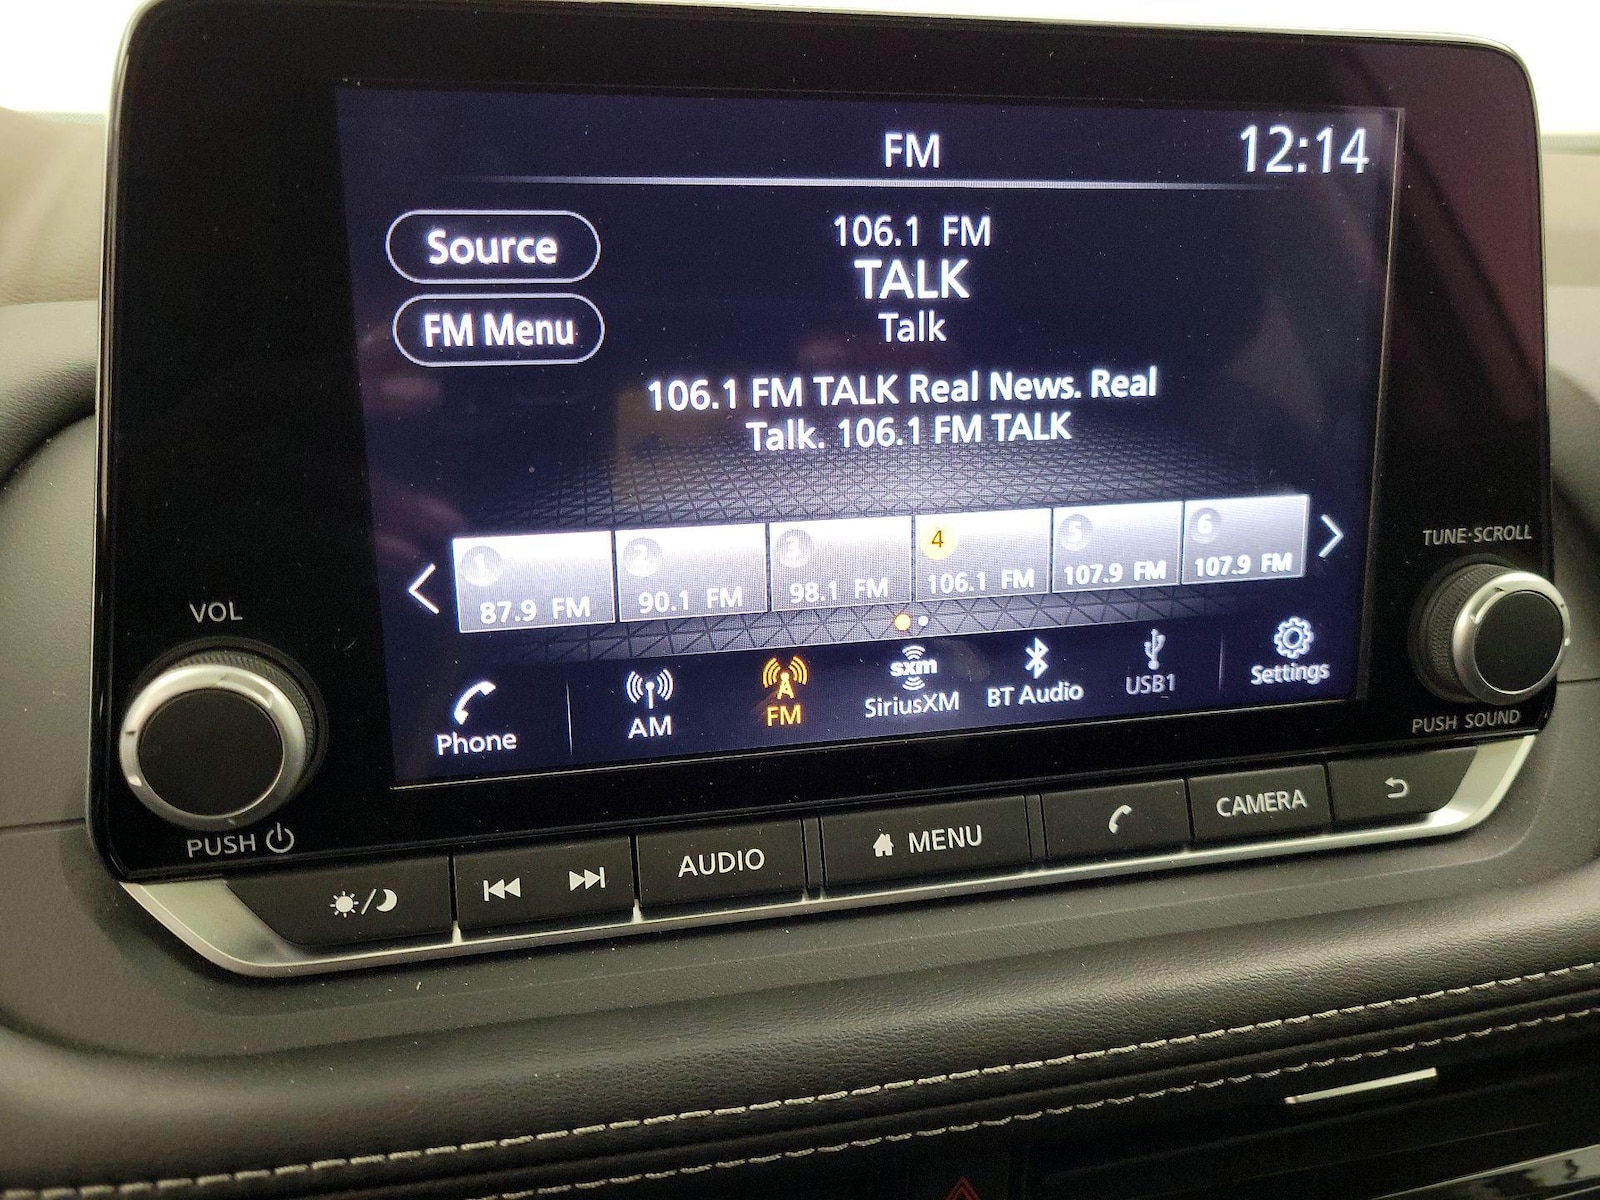 FM
12:14
Source
FM Menu
106.1 FM
TALK
Talk
106.1 FM TALK Real News. Real
Talk. 106.1 FM TALK
1 87.9 FM
2 90.1 FM
3 98.1 FM
4 106.1 FM
5 107.9 FM
6 107.9 FM
Phone
AM
FM
sxm
SiriusXM
BT Audio
USB1
Settings
VOL
PUSH
TUNE·SCROLL
PUSH SOUND
AUDIO
MENU
CAMERA